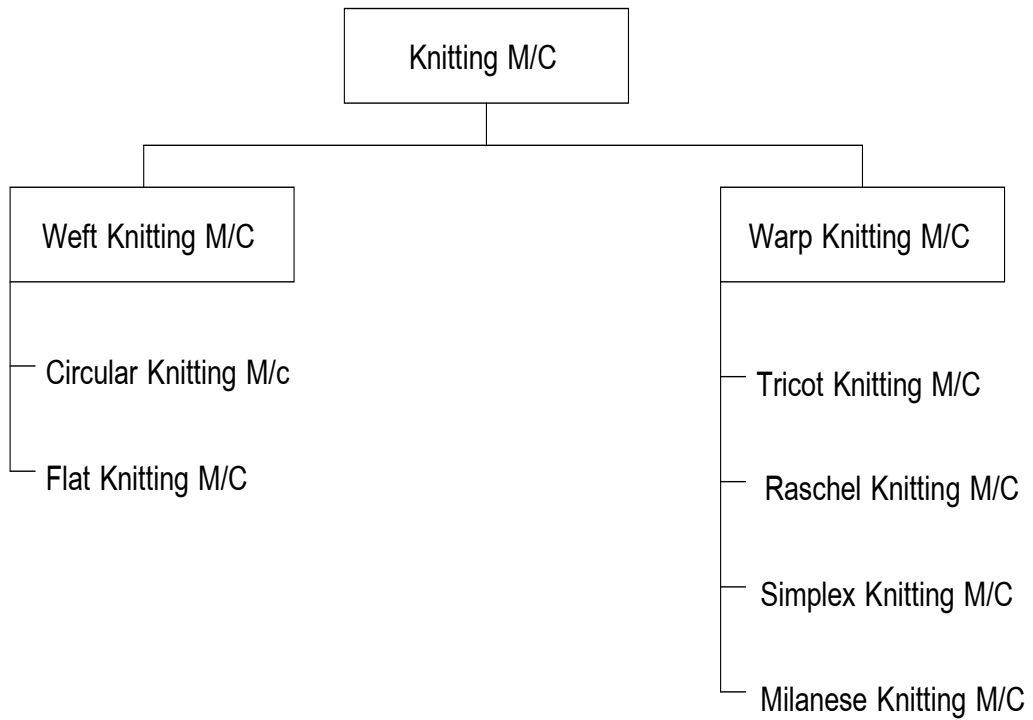 Knitting M/C
Weft Knitting M/C
Warp Knitting M/C
Circular Knitting M/c
Flat Knitting M/C
Tricot Knitting M/C
Raschel Knitting M/C
Simplex Knitting M/C
Milanese Knitting M/C